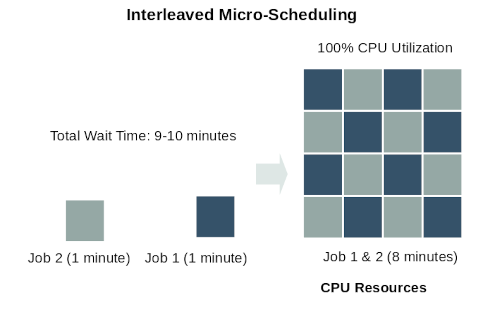 Interleaved Micro-Scheduling
100% CPU Utilization
Total Wait Time: 9-10 minutes
Job 2 (1 minute)
Job 1 (1 minute)
Job 1 & 2 (8 minutes)
CPU Resources